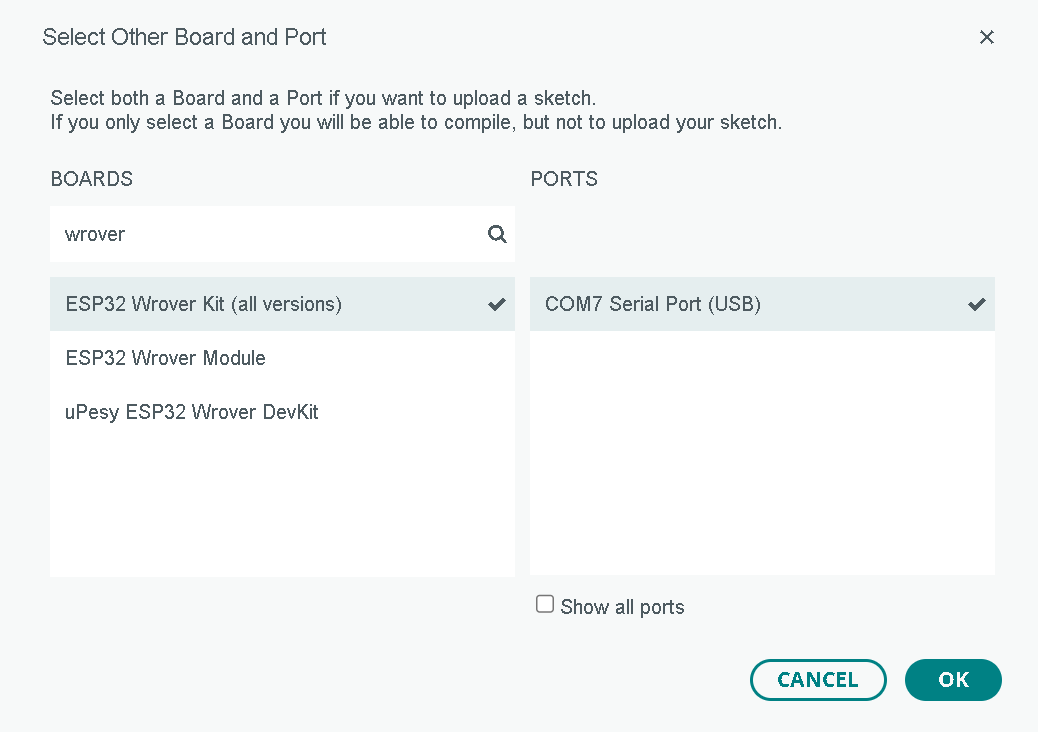 Select Other Board and Port
Select both a Board and a Port if you want to upload a sketch.
If you only select a Board you will be able to compile, but not to upload your sketch.
BOARDS
PORTS
wrover
ESP32 Wrover Kit (all versions)
COM7 Serial Port (USB)
ESP32 Wrover Module
uPesy ESP32 Wrover DevKit
Show all ports
CANCEL
OK